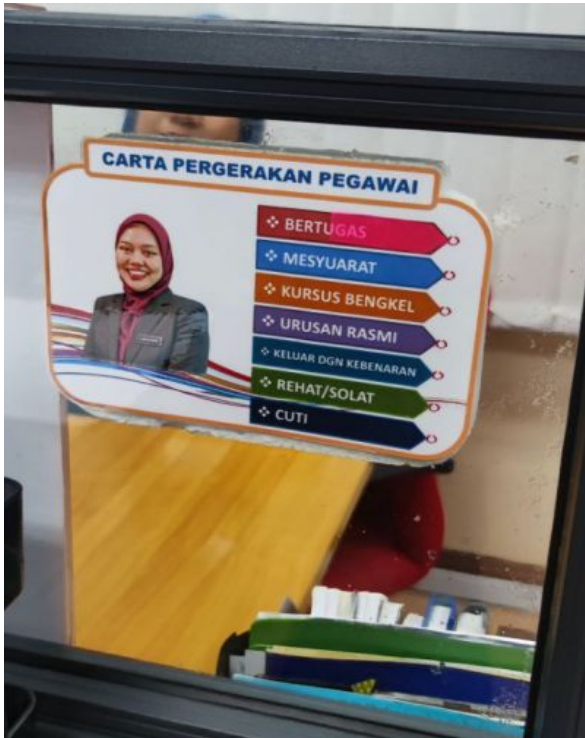 CARTA PERGERAKAN PEGAWAI
BERTUGAS
MESYUARAT
KURSUS BENGKEL
URUSAN RASMI
KELUAR DGN KEBENARAN
REHAT/SOLAT
CUTI